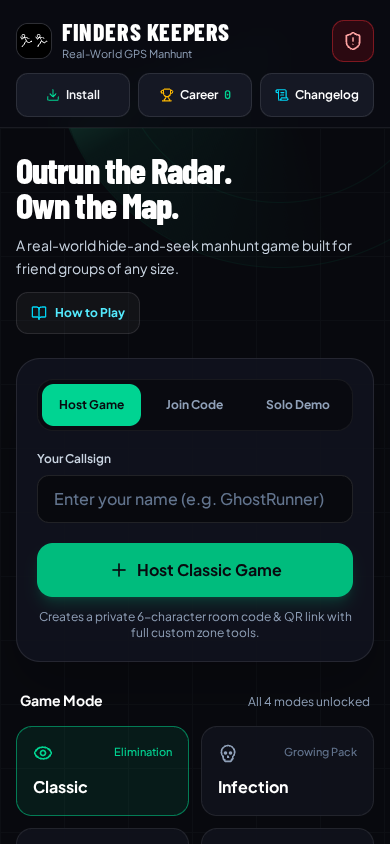 FINDERS KEEPERS
Real-World GPS Manhunt
Install
Career 0
Changelog
Outrun the Radar.
Own the Map.
A real-world hide-and-seek manhunt game built for
friend groups of any size.
How to Play
Host Game
Join Code
Solo Demo
Your Callsign
Enter your name (e.g. GhostRunner)
Host Classic Game
Creates a private 6-character room code & QR link with
full custom zone tools.
Game Mode
All 4 modes unlocked
Elimination
Classic
Growing Pack
Infection